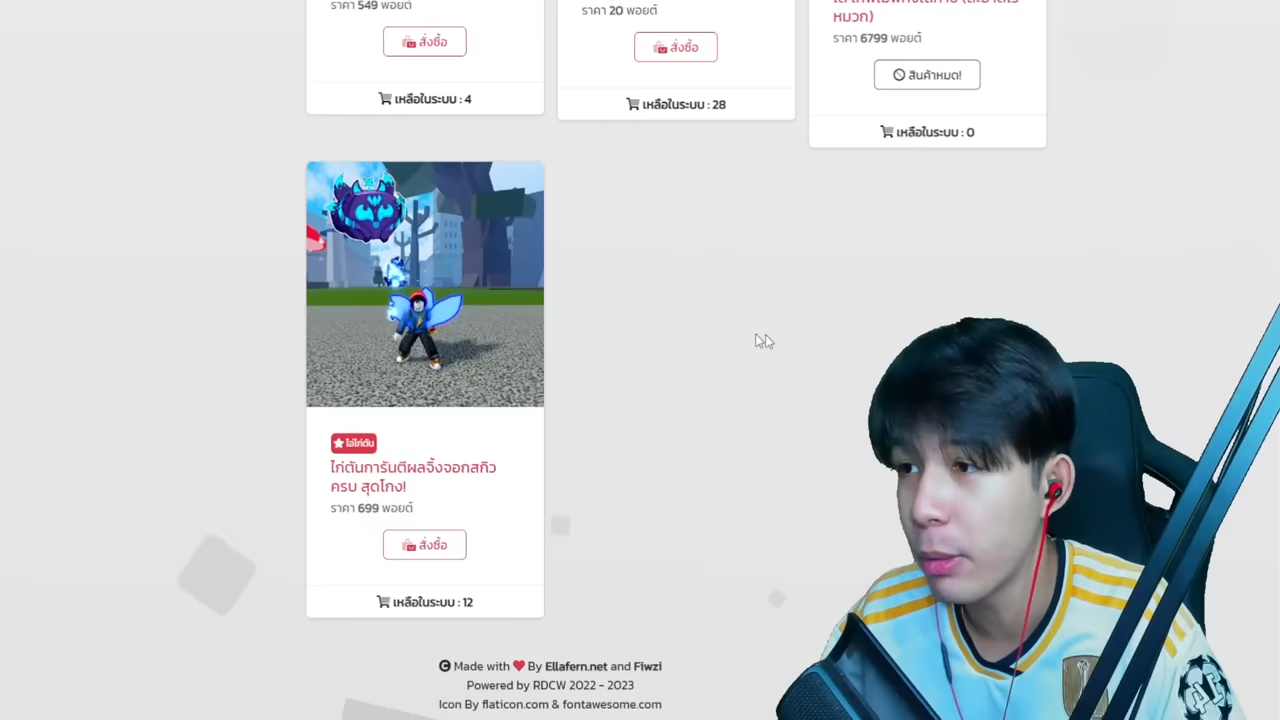 ราคา 549 พอยต์
สั่งซื้อ
เหลือในระบบ : 4
ราคา 20 พอยต์
สั่งซื้อ
เหลือในระบบ : 28
หมวก)
ราคา 6799 พอยต์
สินค้าหมด!
เหลือในระบบ : 0
ไอ้ไก่ตัน
ไก่ตันการันตีผลจิ้งจอกสกิว
ครบ สุดโกง!
ราคา 699 พอยต์
สั่งซื้อ
เหลือในระบบ : 12
Made with ❤ By Ellafern.net and Fiwzi
Powered by RDCW 2022 - 2023
Icon By flaticon.com & fontawesome.com